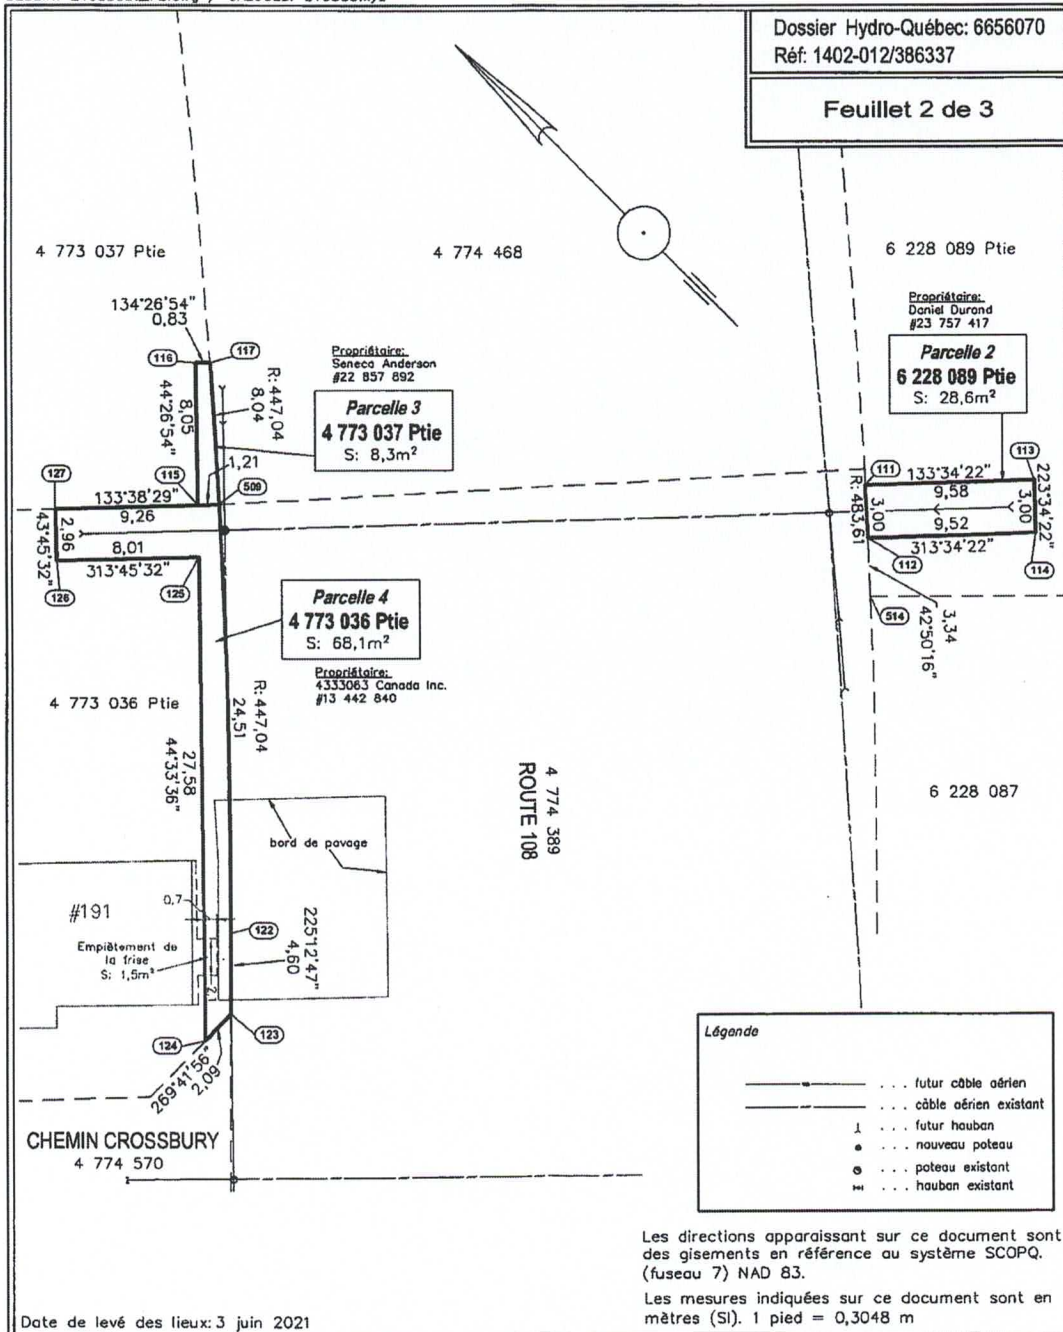 Dossier Hydro-Québec: 6656070
Réf: 1402-012/386337
Feuillet 2 de 3
4 773 037 Ptie
4 774 468
6 228 089 Ptie
134°26'54"
0,83
116
117
44°26'54"
8,05
R: 447,04
8,04
Propriétaire:
Seneca Anderson
#22 857 892
Parcelle 3
4 773 037 Ptie
S: 8,3m²
Propriétaire:
Daniel Durand
#23 757 417
Parcelle 2
6 228 089 Ptie
S: 28,6m²
127
115
1,21
509
133°38'29"
9,26
43°45'32"
2,96
8,01
313°45'32"
126
125
111
133°34'22"
113
R: 483,61
3,00
9,58
9,52
3,00
223°34'22"
313°34'22"
112
114
514
3,34
42°50'16"
Parcelle 4
4 773 036 Ptie
S: 68,1m²
Propriétaire:
4333063 Canada Inc.
#13 442 840
4 773 036 Ptie
R: 447,04
24,51
27,58
44°33'36"
4 774 389
ROUTE 108
6 228 087
bord de pavage
#191
0,7
Empiètement de
la frise
S: 1,5m²
122
225°12'47"
4,60
123
124
269°41'56"
2,09
CHEMIN CROSSBURY
4 774 570
Légende
. . . futur câble aérien
. . . câble aérien existant
. . . futur hauban
. . . nouveau poteau
. . . poteau existant
. . . hauban existant
Les directions apparaissant sur ce document sont
des gisements en référence au système SCOPQ.
(fuseau 7) NAD 83.
Les mesures indiquées sur ce document sont en
mètres (SI). 1 pied = 0,3048 m
Date de levé des lieux: 3 juin 2021